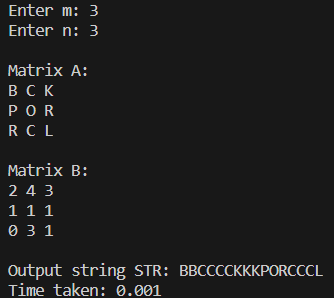 Enter m: 3
Enter n: 3
Matrix A:
B C K
P O R
R C L
Matrix B:
2 4 3
1 1 1
0 3 1
Output string STR: BBCCCCKKKPORCCCL
Time taken: 0.001